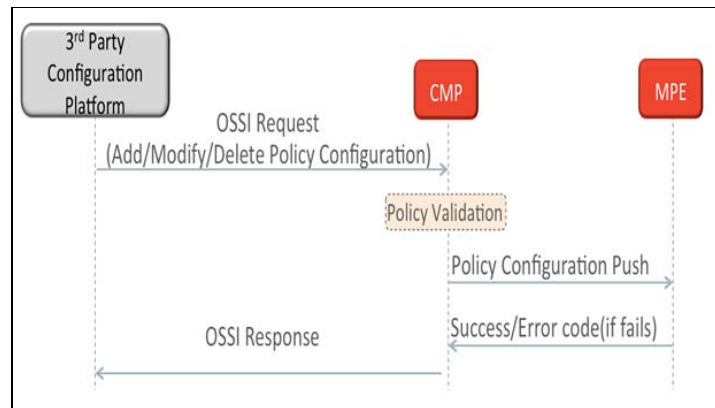 3rd Party
Configuration
Platform
CMP
MPE
OSSI Request
(Add/Modify/Delete Policy Configuration)
Policy Validation
Policy Configuration Push
Success/Error code(if fails)
OSSI Response